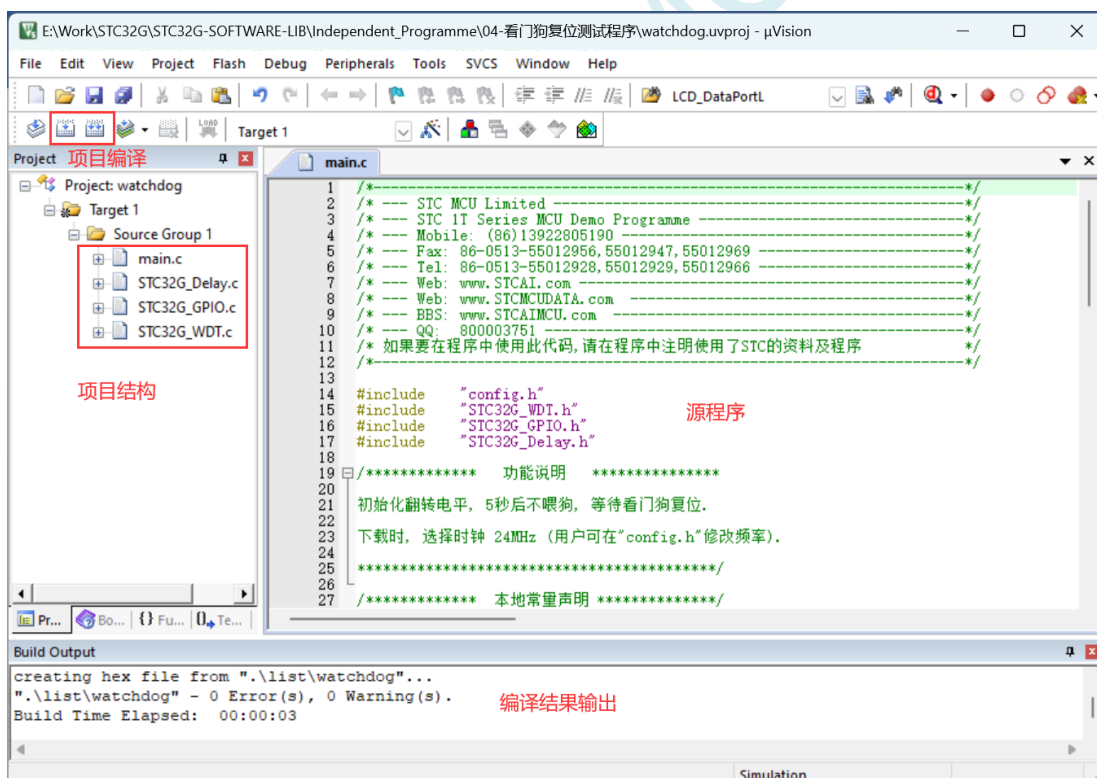 E:\Work\STC32G\STC32G-SOFTWARE-LIB\Independent_Programme\04-看门狗复位测试程序\watchdog.uvproj - µVision
File Edit View Project Flash Debug Peripherals Tools SVCS Window Help
LCD_DataPortL
LOAD Target 1
Project 项目编译
main.c
Project: watchdog
Target 1
Source Group 1
main.c
STC32G_Delay.c
STC32G_GPIO.c
STC32G_WDT.c
项目结构
1 /*---------------------------------------------------------------------*/
2 /* --- STC MCU Limited ------------------------------------------------*/
3 /* --- STC 1T Series MCU Demo Programme -------------------------------*/
4 /* --- Mobile: (86)13922805190 ----------------------------------------*/
5 /* --- Fax: 86-0513-55012956,55012947,55012969 ------------------------*/
6 /* --- Tel: 86-0513-55012928,55012929,55012966 ------------------------*/
7 /* --- Web: www.STCAI.com ---------------------------------------------*/
8 /* --- Web: www.STCMCUDATA.com  ---------------------------------------*/
9 /* --- BBS: www.STCAIMCU.com  -----------------------------------------*/
10 /* --- QQ:  800003751 -------------------------------------------------*/
11 /* 如果要在程序中使用此代码,请在程序中注明使用了STC的资料及程序            */
12 /*---------------------------------------------------------------------*/
13
14 #include    "config.h"
15 #include    "STC32G_WDT.h"
16 #include    "STC32G_GPIO.h"
17 #include    "STC32G_Delay.h"
源程序
18
19 /*************   功能说明   ***************
20
21 初始化翻转电平, 5秒后不喂狗, 等待看门狗复位.
22
23 下载时, 选择时钟 24MHz (用户可在"config.h"修改频率).
24
25 ******************************************/
26
27 /*************   本地常量声明 **************/
Pr... Bo... {} Fu... Te...
Build Output
creating hex file from ".\list\watchdog"...
".\list\watchdog" - 0 Error(s), 0 Warning(s).
Build Time Elapsed:  00:00:03
编译结果输出
Simulation